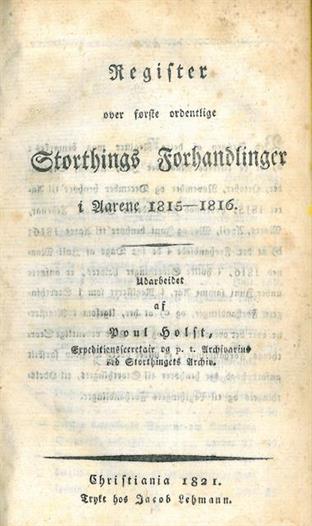 Register
over første ordentlige
Storthings Forhandlinger
i Aarene 1815—1816.
Udarbeidet
af
Poul Holst,
Expeditionssecretair og p. t. Archivarius
ved Storthingets Archiv.
Christiania 1821.
Trykt hos Jacob Lehmann.